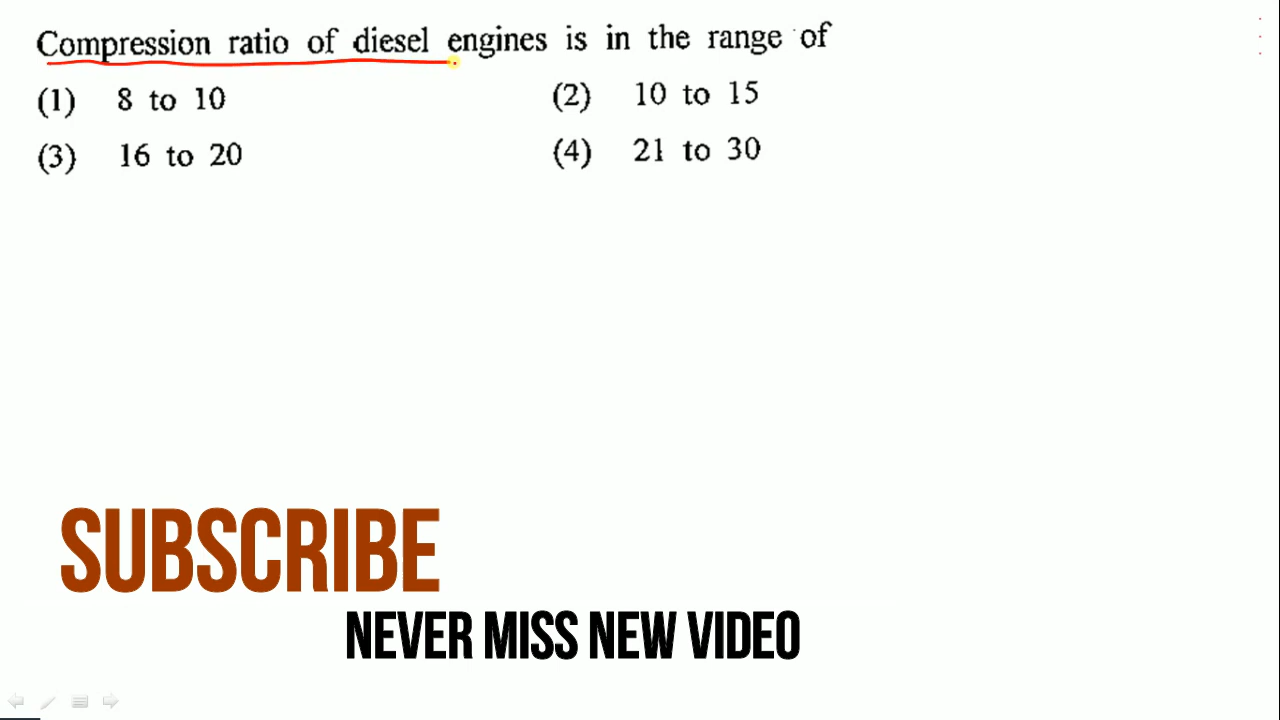 Compression ratio of diesel engines is in the range of
(1) 8 to 10 (2) 10 to 15
(3) 16 to 20 (4) 21 to 30
SUBSCRIBE
NEVER MISS NEW VIDEO